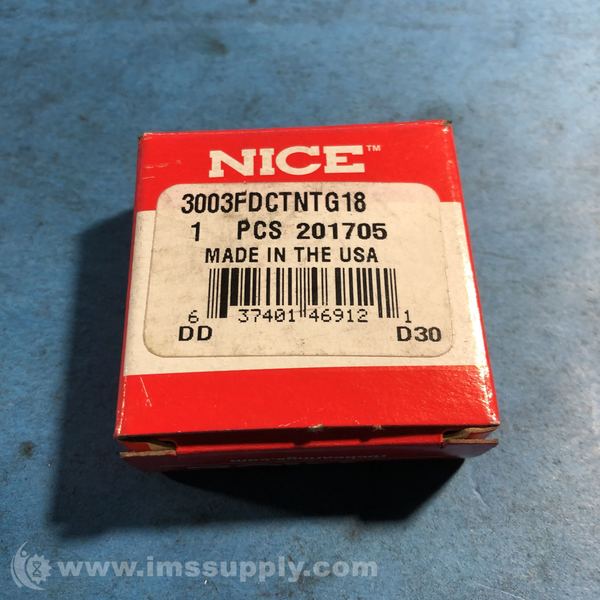 NICE™
3003FDCTNTG18
1 PCS 201705
MADE IN THE USA
6 37401 46912 1
DD D30
www.imssupply.com